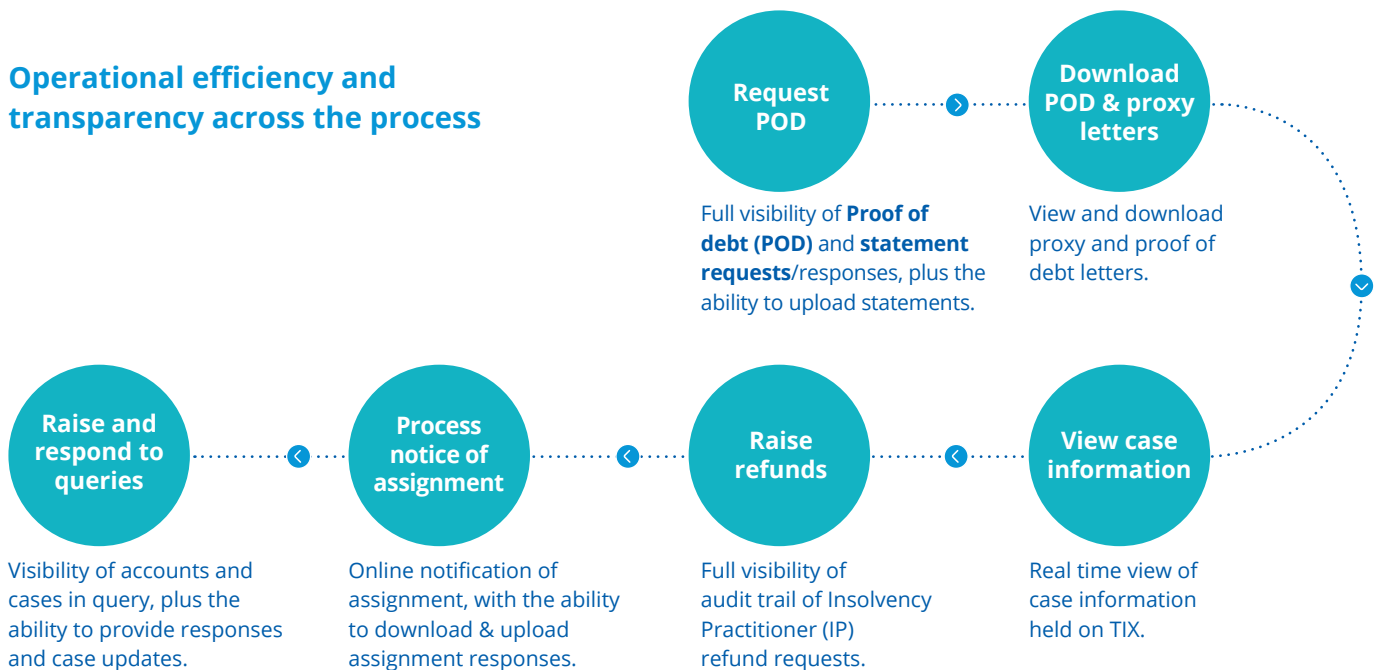 Operational efficiency and
transparency across the process
Request
POD
Full visibility of Proof of
debt (POD) and statement
requests/responses, plus the
ability to upload statements.
Download
POD & proxy
letters
View and download
proxy and proof of
debt letters.
View case
information
Real time view of
case information
held on TIX.
Raise
refunds
Full visibility of
audit trail of Insolvency
Practitioner (IP)
refund requests.
Process
notice of
assignment
Online notification of
assignment, with the ability
to download & upload
assignment responses.
Raise and
respond to
queries
Visibility of accounts and
cases in query, plus the
ability to provide responses
and case updates.